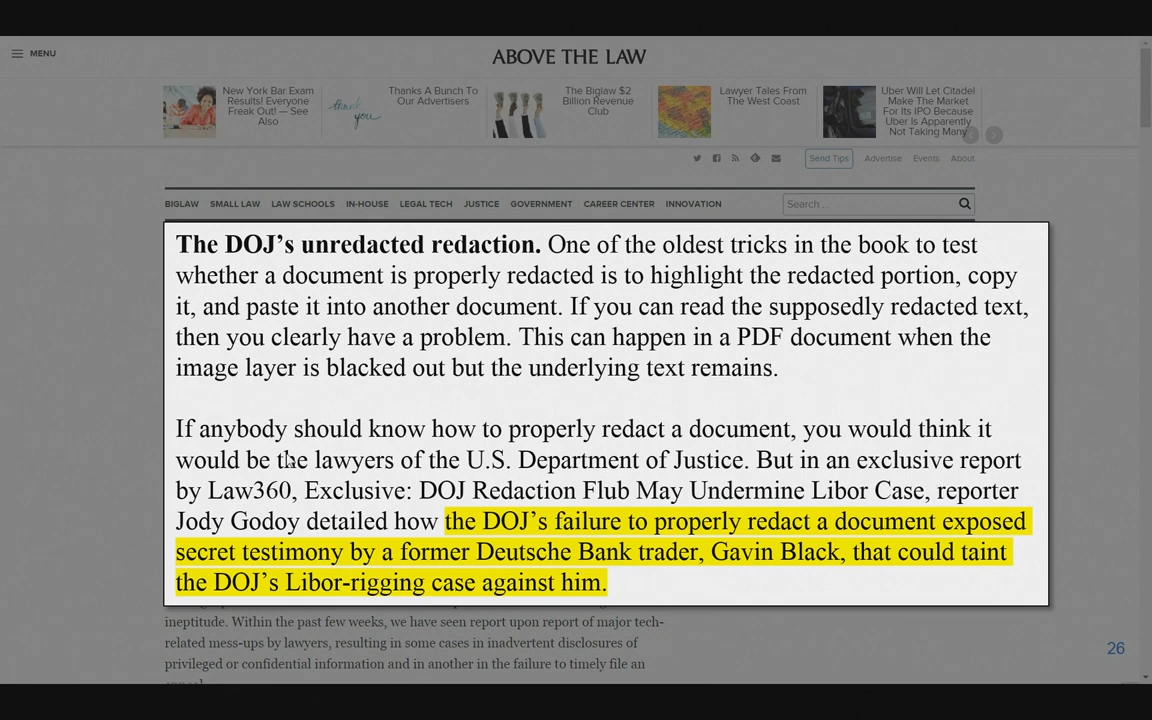 MENU
ABOVE THE LAW
New York Bar Exam
Results! Everyone
Freak Out! — See
Also
thank
you
Thanks A Bunch To
Our Advertisers
The Biglaw $2
Billion Revenue
Club
Lawyer Tales From
The West Coast
Uber Will Let Citadel
Make The Market
For Its IPO Because
Uber Is Apparently
Not Taking Many
Send Tips
Advertise
Events
About
BIGLAW SMALL LAW LAW SCHOOLS IN-HOUSE LEGAL TECH JUSTICE GOVERNMENT CAREER CENTER INNOVATION
Search ...
The DOJ’s unredacted redaction. One of the oldest tricks in the book to test
whether a document is properly redacted is to highlight the redacted portion, copy
it, and paste it into another document. If you can read the supposedly redacted text,
then you clearly have a problem. This can happen in a PDF document when the
image layer is blacked out but the underlying text remains.
If anybody should know how to properly redact a document, you would think it
would be the lawyers of the U.S. Department of Justice. But in an exclusive report
by Law360, Exclusive: DOJ Redaction Flub May Undermine Libor Case, reporter
Jody Godoy detailed how the DOJ’s failure to properly redact a document exposed
secret testimony by a former Deutsche Bank trader, Gavin Black, that could taint
the DOJ’s Libor-rigging case against him.
ineptitude. Within the past few weeks, we have seen report upon report of major tech-
related mess-ups by lawyers, resulting in some cases in inadvertent disclosures of
privileged or confidential information and in another in the failure to timely file an
26